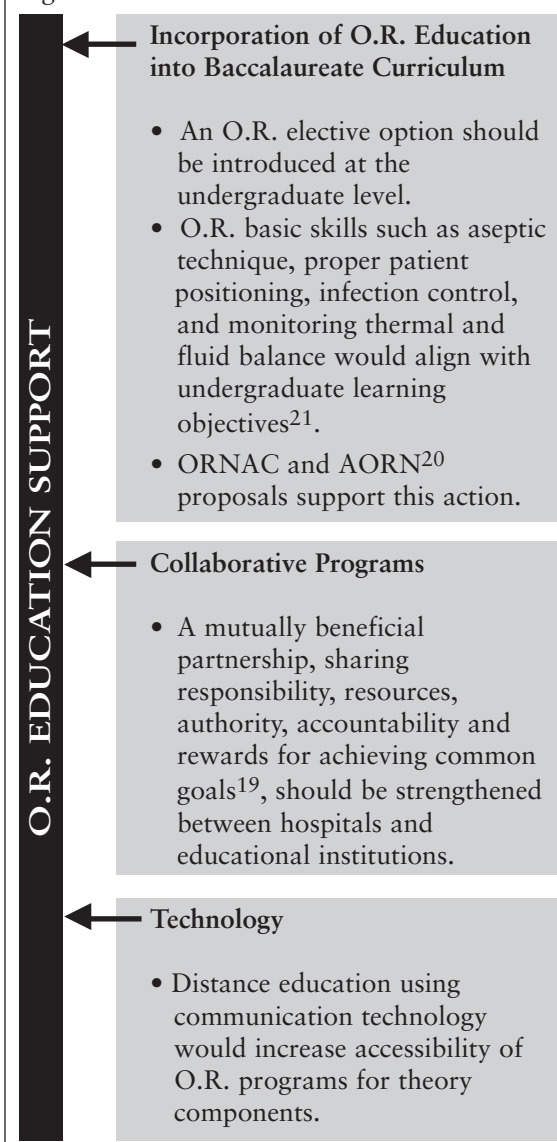 O.R. EDUCATION SUPPORT
Incorporation of O.R. Education
into Baccalaureate Curriculum
• An O.R. elective option should
be introduced at the
undergraduate level.
• O.R. basic skills such as aseptic
technique, proper patient
positioning, infection control,
and monitoring thermal and
fluid balance would align with
undergraduate learning
objectives21.
• ORNAC and AORN20
proposals support this action.
Collaborative Programs
• A mutually beneficial
partnership, sharing
responsibility, resources,
authority, accountability and
rewards for achieving common
goals19, should be strengthened
between hospitals and
educational institutions.
Technology
• Distance education using
communication technology
would increase accessibility of
O.R. programs for theory
components.